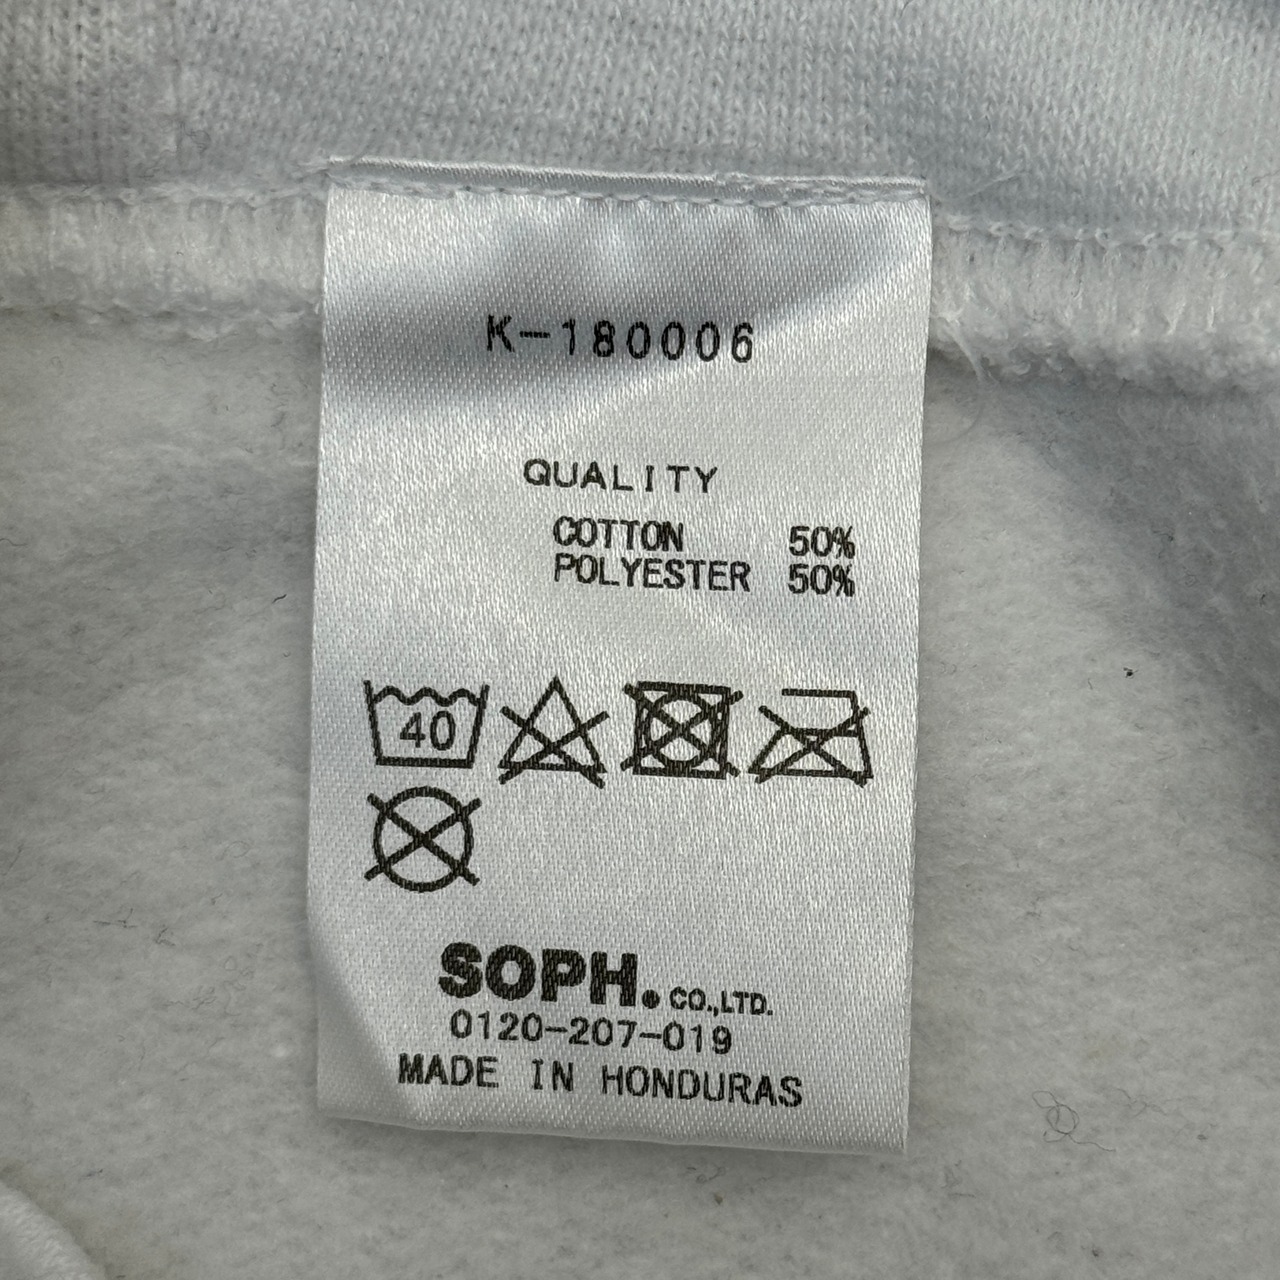 K-180006
QUALITY
COTTON 50%
POLYESTER 50%
40
SOPH. CO.,LTD.
0120-207-019
MADE IN HONDURAS